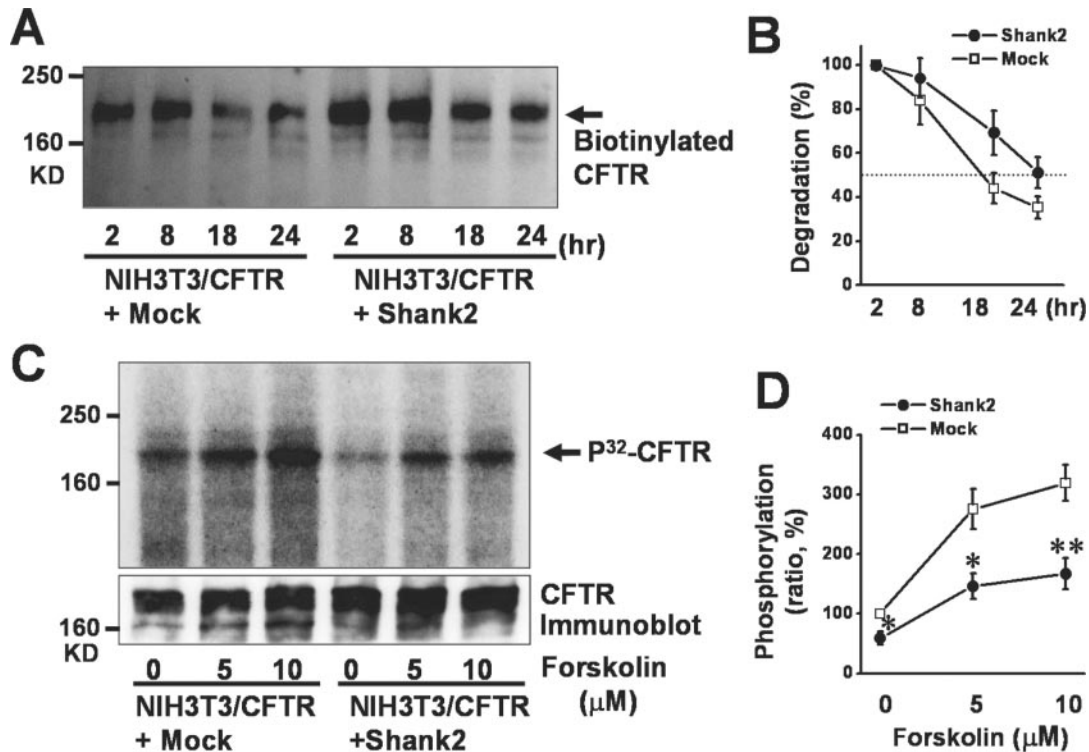 A
250
160
KD
Biotinylated
CFTR
2 8 18 24 2 8 18 24 (hr)
NIH3T3/CFTR
+ Mock
NIH3T3/CFTR
+ Shank2
B
Shank2
Mock
Degradation (%)
100
80
60
40
20
0
2 8 18 24 (hr)
C
250
160
P³²-CFTR
CFTR
Immunoblot
160
KD
0 5 10 0 5 10 Forskolin
(μM)
NIH3T3/CFTR
+ Mock
NIH3T3/CFTR
+Shank2
D
Shank2
Mock
Phosphorylation
(ratio, %)
400
300
200
100
0
*
*
**
0 5 10
Forskolin (μM)